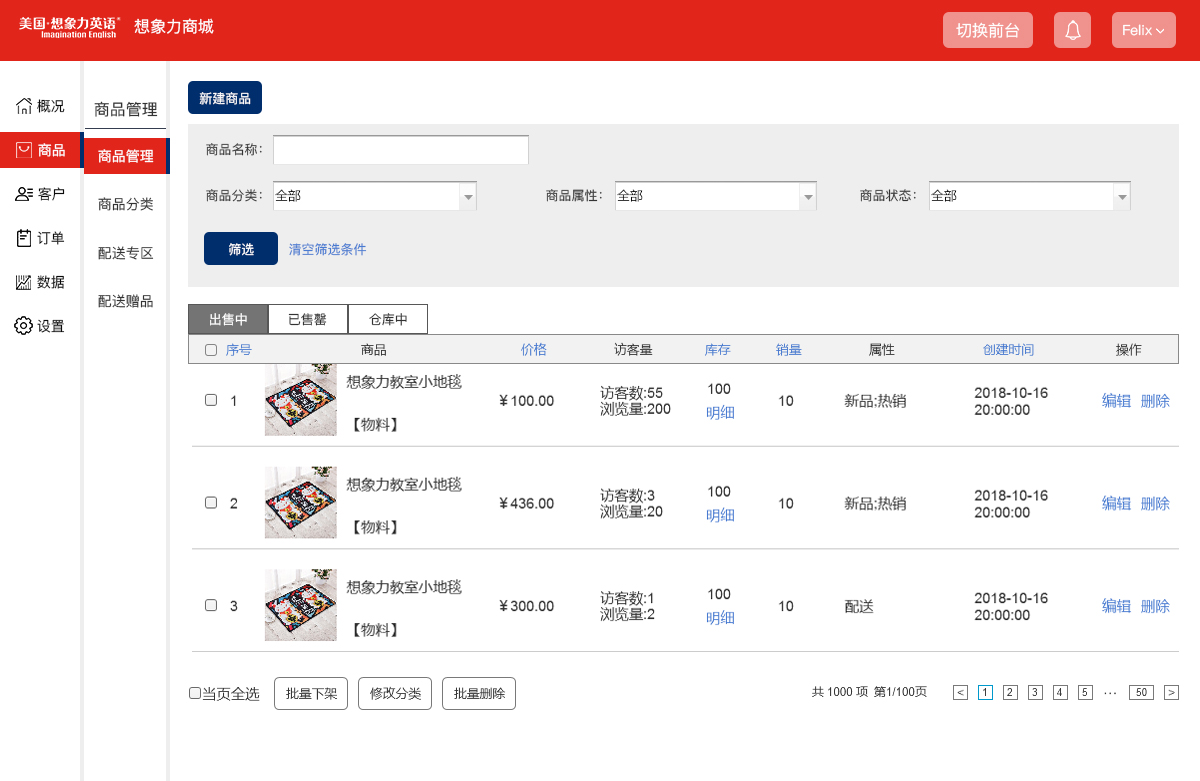 美国·想象力英语®
Imagination English
想象力商城
切换前台
Felix
概况
商品
客户
订单
数据
设置
商品管理
商品管理
商品分类
配送专区
配送赠品
新建商品
商品名称：
商品分类： 全部 商品属性： 全部 商品状态： 全部
筛选 清空筛选条件
出售中 已售罄 仓库中
序号 商品 价格 访客量 库存 销量 属性 创建时间 操作
1 想象力教室小地毯 【物料】 ¥100.00 访客数:55 浏览量:200 100 明细 10 新品;热销 2018-10-16 20:00:00 编辑 删除
2 想象力教室小地毯 【物料】 ¥436.00 访客数:3 浏览量:20 100 明细 10 新品;热销 2018-10-16 20:00:00 编辑 删除
3 想象力教室小地毯 【物料】 ¥300.00 访客数:1 浏览量:2 100 明细 10 配送 2018-10-16 20:00:00 编辑 删除
当页全选 批量下架 修改分类 批量删除 共 1000 项 第1/100页 < 1 2 3 4 5 ··· 50 >